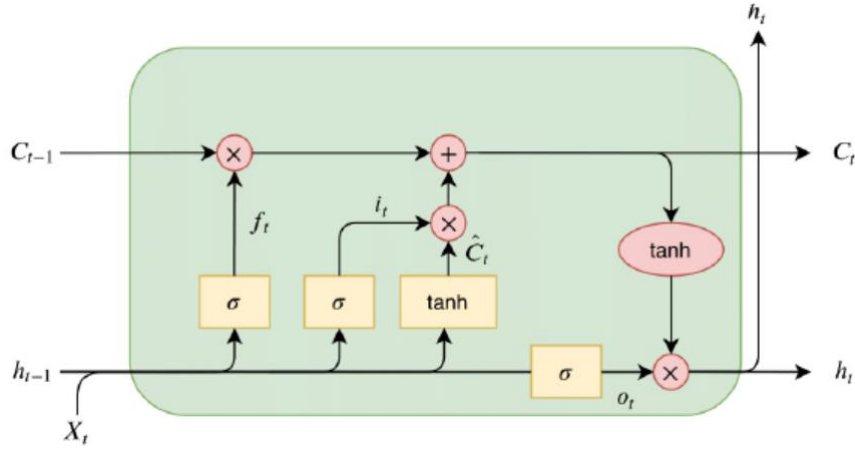 h_t
C_{t-1} × + C_t
i_t ×
f_t Ĉ_t tanh
σ σ tanh
h_{t-1} σ × h_t
o_t
X_t